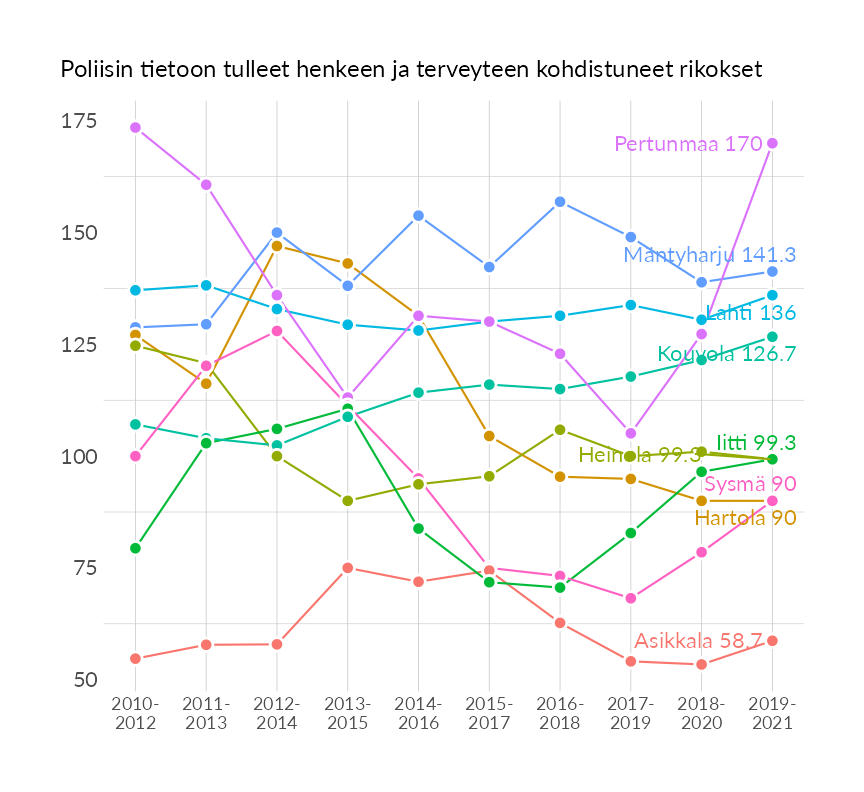 Poliisin tietoon tulleet henkeen ja terveyteen kohdistuneet rikokset
175
Pertunmaa 170
150
Mäntyharju 141.3
Lahti 136
125
Kouvola 126.7
Iitti 99.3
100
Heinola 99.3
Sysmä 90
Hartola 90
75
Asikkala 58.7
50
2010- 2011- 2012- 2013- 2014- 2015- 2016- 2017- 2018- 2019-
2012 2013 2014 2015 2016 2017 2018 2019 2020 2021